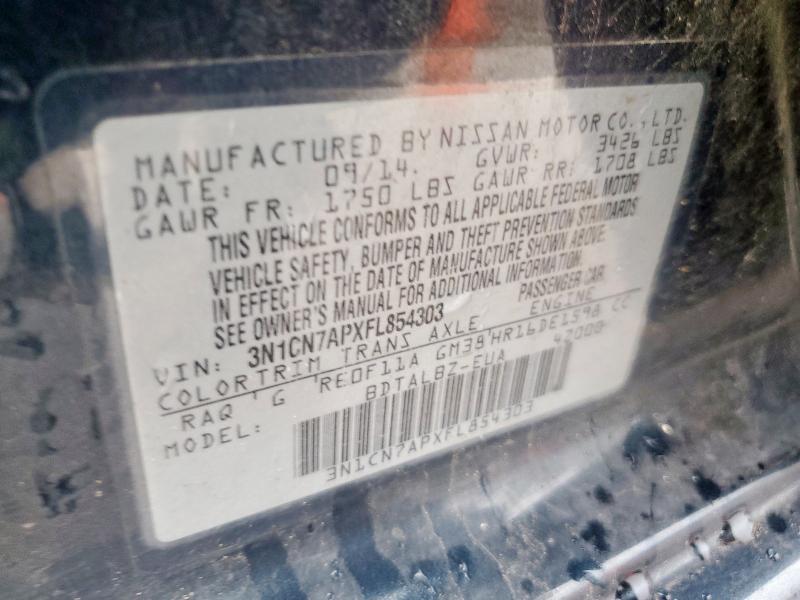 MANUFACTURED BY NISSAN MOTOR CO., LTD.
DATE: 09/14. GVWR: 3426 LBS
GAWR FR: 1750 LBS GAWR RR: 1708 LBS
THIS VEHICLE CONFORMS TO ALL APPLICABLE FEDERAL MOTOR
VEHICLE SAFETY, BUMPER AND THEFT PREVENTION STANDARDS
IN EFFECT ON THE DATE OF MANUFACTURE SHOWN ABOVE.
SEE OWNER'S MANUAL FOR ADDITIONAL INFORMATION.
VIN: 3N1CN7APXFL854303 PASSENGER CAR
COLOR TRIM TRANS AXLE ENGINE
RAQ G RE0F11A GM38 HR16DE1598 CC
MODEL: BDTALBZ-EUA 42000
3N1CN7APXFL854303